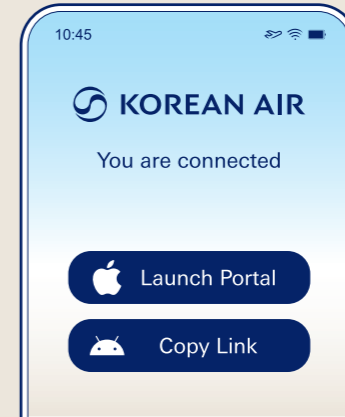 10:45
KOREAN AIR
You are connected
Launch Portal
Copy Link